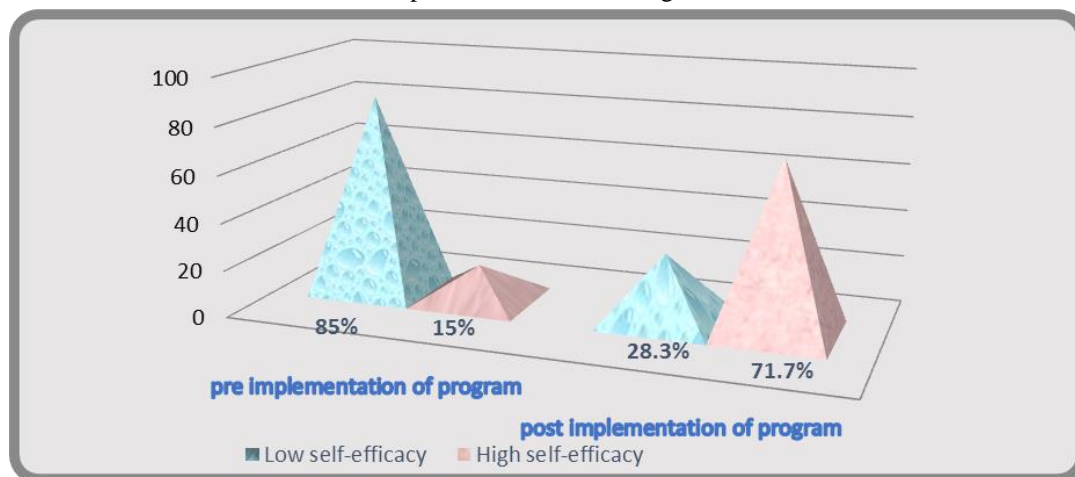 100
80
60
40
20
0
85%
15%
28.3%
71.7%
pre implementation of program
post implementation of program
Low self-efficacy
High self-efficacy